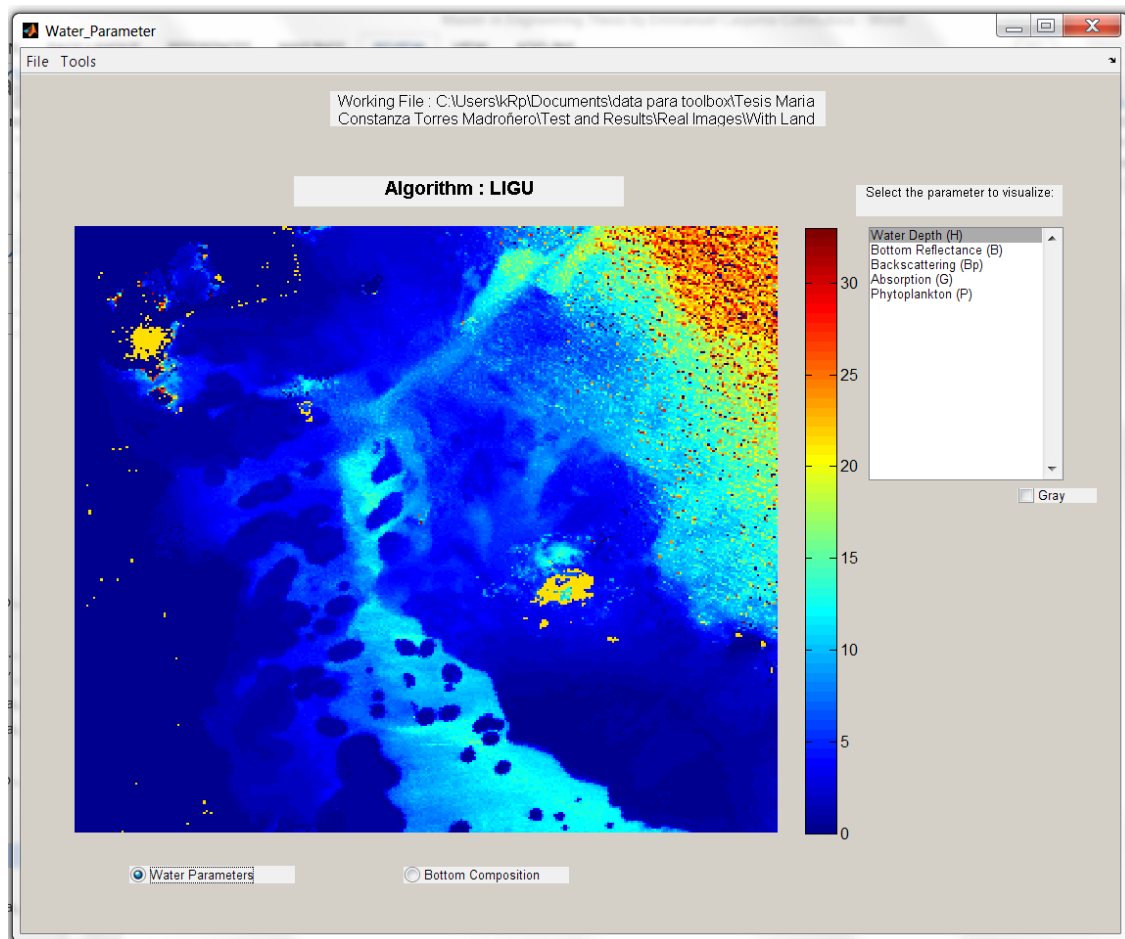 Water_Parameter
File Tools
Working File : C:\Users\kRp\Documents\data para toolbox\Tesis Maria
Constanza Torres Madroñero\Test and Results\Real Images\With Land
Algorithm : LIGU
Select the parameter to visualize:
Water Depth (H)
Bottom Reflectance (B)
Backscattering (Bp)
Absorption (G)
Phytoplankton (P)
Gray
30
25
20
15
10
5
0
Water Parameters
Bottom Composition